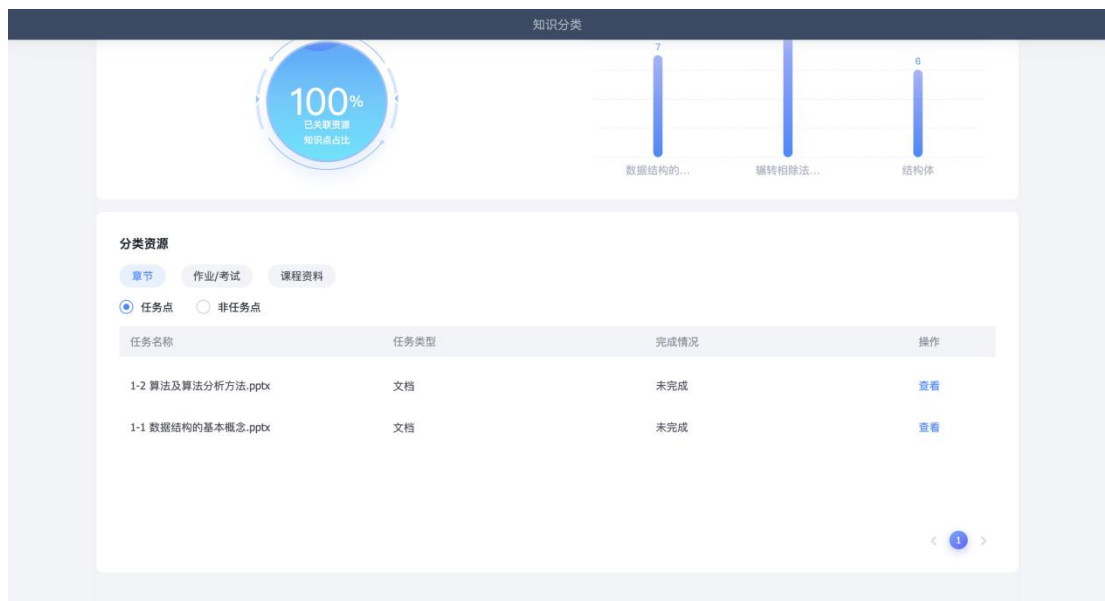 知识分类
100%
已关联资源
知识点占比
7
6
数据结构的...
辗转相除法...
结构体
分类资源
章节 作业/考试 课程资料
任务点 非任务点
任务名称 任务类型 完成情况 操作
1-2 算法及算法分析方法.pptx 文档 未完成 查看
1-1 数据结构的基本概念.pptx 文档 未完成 查看
< 1 >